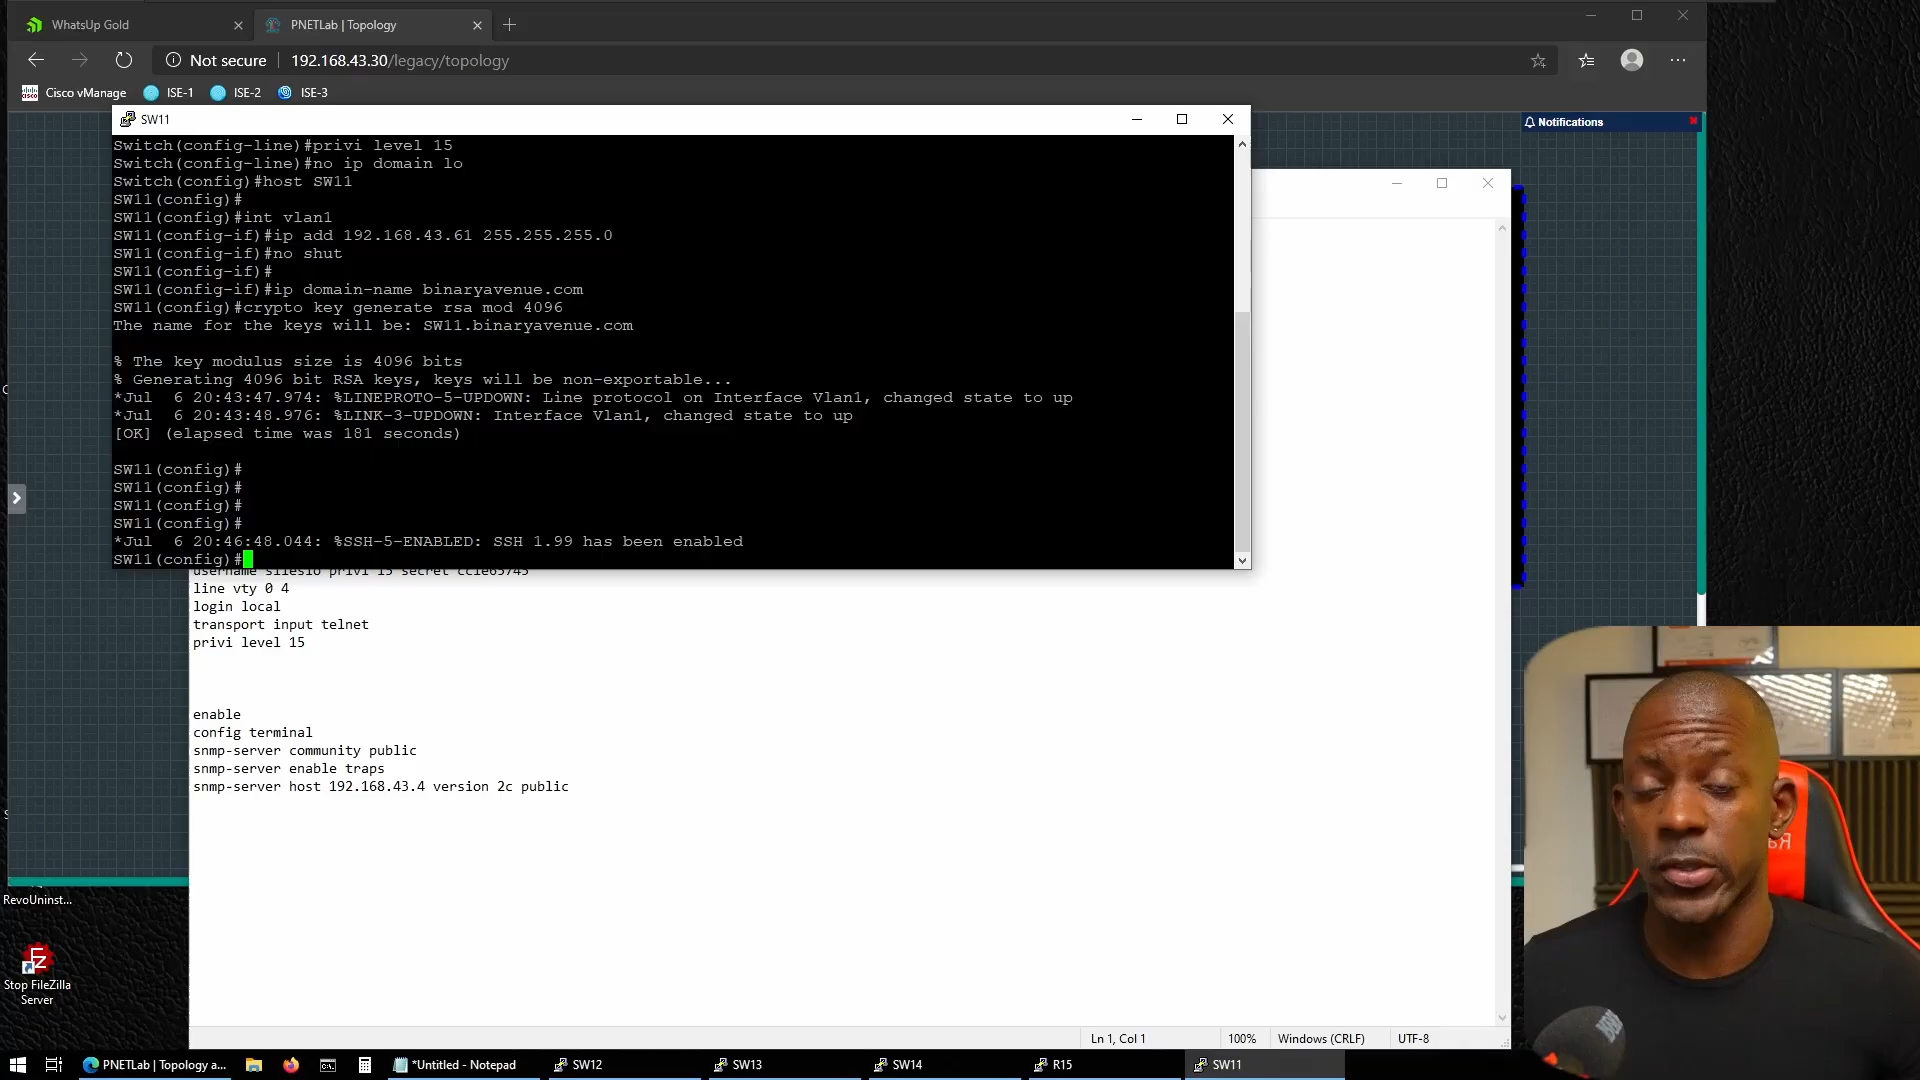 WhatsUp Gold
PNETLab | Topology
Not secure
192.168.43.30/legacy/topology
Cisco vManage
ISE-1
ISE-2
ISE-3
SW11
Notifications
Switch(config-line)#privi level 15
Switch(config-line)#no ip domain lo
Switch(config)#host SW11
SW11(config)#
SW11(config)#int vlan1
SW11(config-if)#ip add 192.168.43.61 255.255.255.0
SW11(config-if)#no shut
SW11(config-if)#
SW11(config-if)#ip domain-name binaryavenue.com
SW11(config)#crypto key generate rsa mod 4096
The name for the keys will be: SW11.binaryavenue.com
% The key modulus size is 4096 bits
% Generating 4096 bit RSA keys, keys will be non-exportable...
*Jul  6 20:43:47.974: %LINEPROTO-5-UPDOWN: Line protocol on Interface Vlan1, changed state to up
*Jul  6 20:43:48.976: %LINK-3-UPDOWN: Interface Vlan1, changed state to up
[OK] (elapsed time was 181 seconds)
SW11(config)#
SW11(config)#
SW11(config)#
SW11(config)#
*Jul  6 20:46:48.044: %SSH-5-ENABLED: SSH 1.99 has been enabled
SW11(config)#
line vty 0 4
login local
transport input telnet
privi level 15
enable
config terminal
snmp-server community public
snmp-server enable traps
snmp-server host 192.168.43.4 version 2c public
RevoUninst...
Stop FileZilla
Server
Ln 1, Col 1
100%
Windows (CRLF)
UTF-8
PNETLab | Topology a...
*Untitled - Notepad
SW12
SW13
SW14
R15
SW11